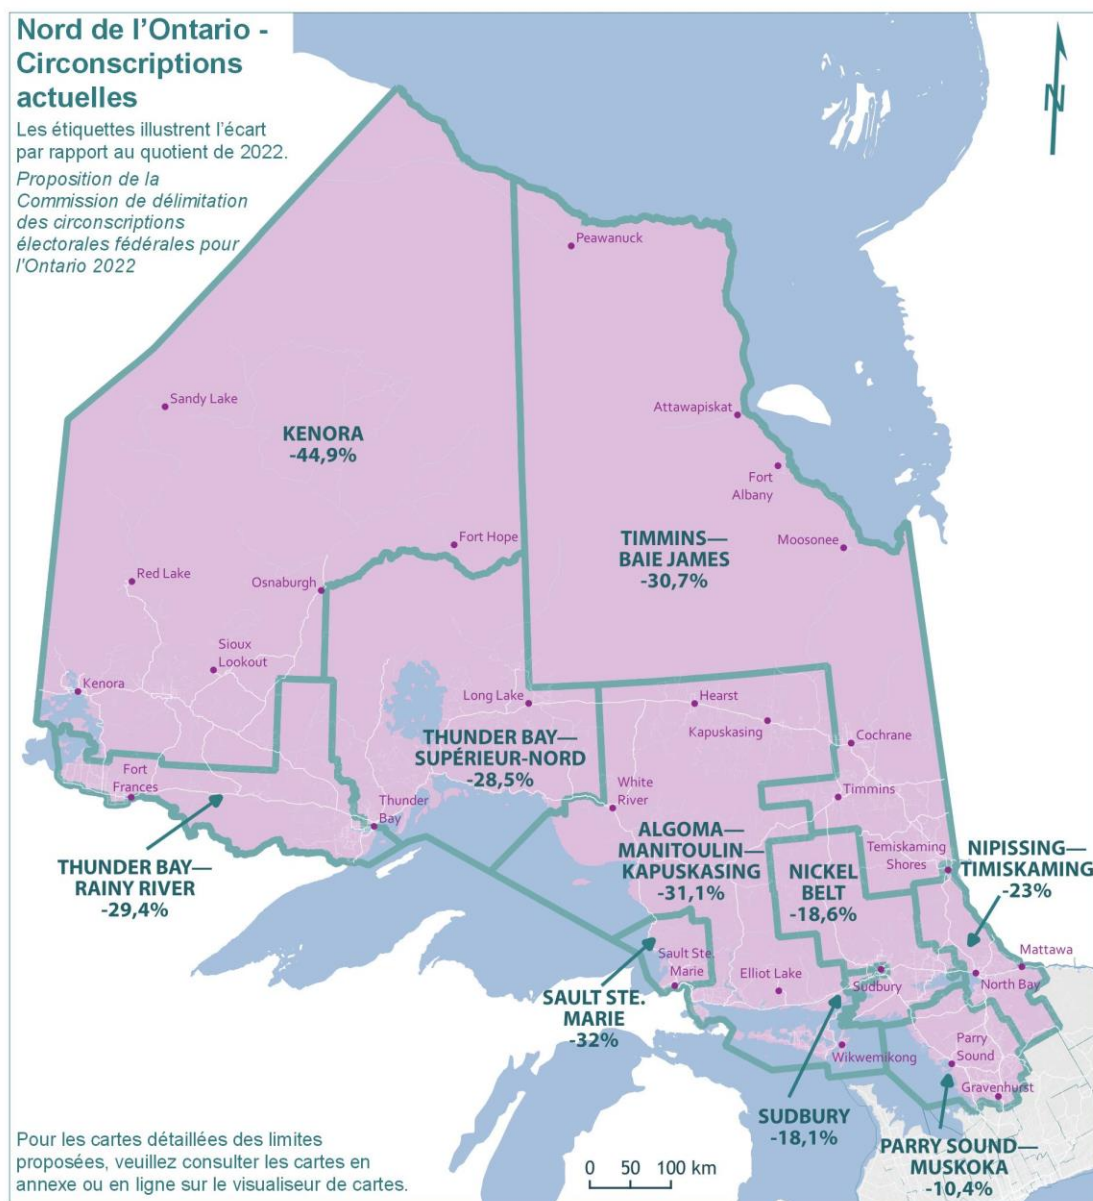 Nord de l’Ontario -
Circonscriptions
actuelles
Les étiquettes illustrent l’écart
par rapport au quotient de 2022.
Proposition de la
Commission de délimitation
des circonscriptions
électorales fédérales pour
l'Ontario 2022
N
Peawanuck
Sandy Lake
Attawapiskat
KENORA
-44,9%
Fort
Albany
Fort Hope
TIMMINS—
BAIE JAMES
-30,7%
Moosonee
Red Lake
Osnaburgh
Sioux
Lookout
Kenora
Long Lake
Hearst
Kapuskasing
Cochrane
THUNDER BAY—
SUPÉRIEUR-NORD
-28,5%
Fort
Frances
White
River
Timmins
Thunder
Bay
ALGOMA—
MANITOULIN—
KAPUSKASING
-31,1%
Temiskaming
Shores
NIPISSING—
TIMISKAMING
-23%
THUNDER BAY—
RAINY RIVER
-29,4%
NICKEL
BELT
-18,6%
Sault Ste.
Marie
Elliot Lake
Sudbury
Mattawa
North Bay
SAULT STE.
MARIE
-32%
Wikwemikong
Parry
Sound
Gravenhurst
SUDBURY
-18,1%
PARRY SOUND—
MUSKOKA
-10,4%
Pour les cartes détaillées des limites
proposées, veuillez consulter les cartes en
annexe ou en ligne sur le visualiseur de cartes.
0 50 100 km